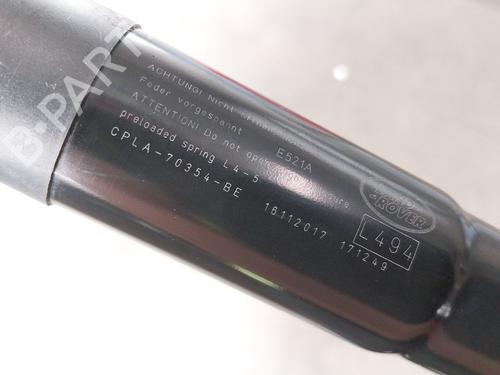 B-PARTS
ACHTUNG! Nicht
Feder vorgespannt E521A
ATTENTION! Do not open
preloaded spring L4-5
CPLA-70354-BE 16112017 171249
ROVER
L494